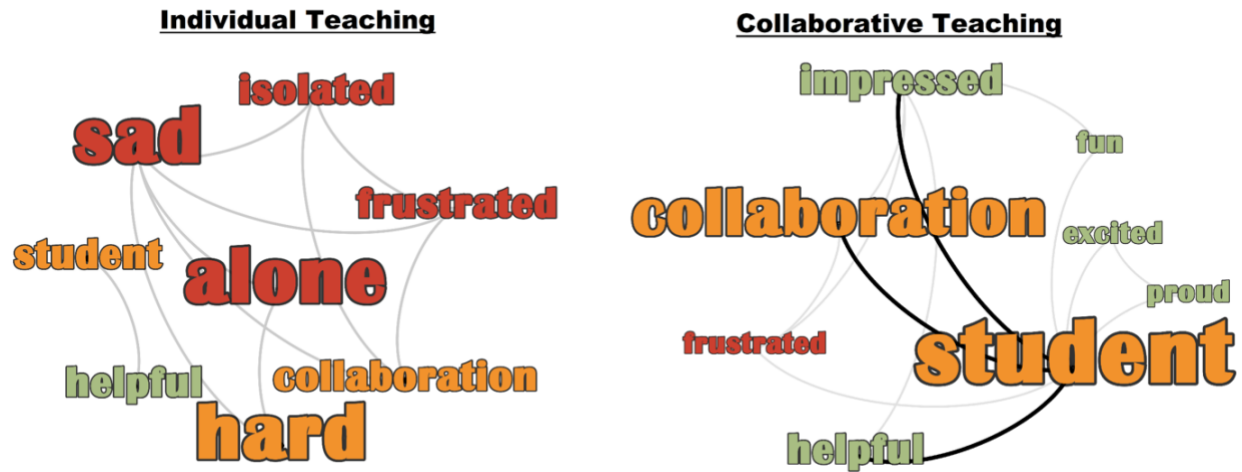 Individual Teaching
isolated
sad
frustrated
student
alone
helpful
collaboration
hard
Collaborative Teaching
impressed
fun
collaboration
excited
proud
frustrated
student
helpful